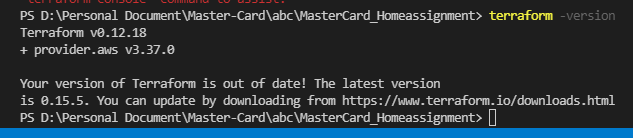 terraform console command to assist.
PS D:\Personal Document\Master-Card\abc\MasterCard_Homeassignment> terraform -version
Terraform v0.12.18
+ provider.aws v3.37.0
Your version of Terraform is out of date! The latest version
is 0.15.5. You can update by downloading from https://www.terraform.io/downloads.html
PS D:\Personal Document\Master-Card\abc\MasterCard_Homeassignment>